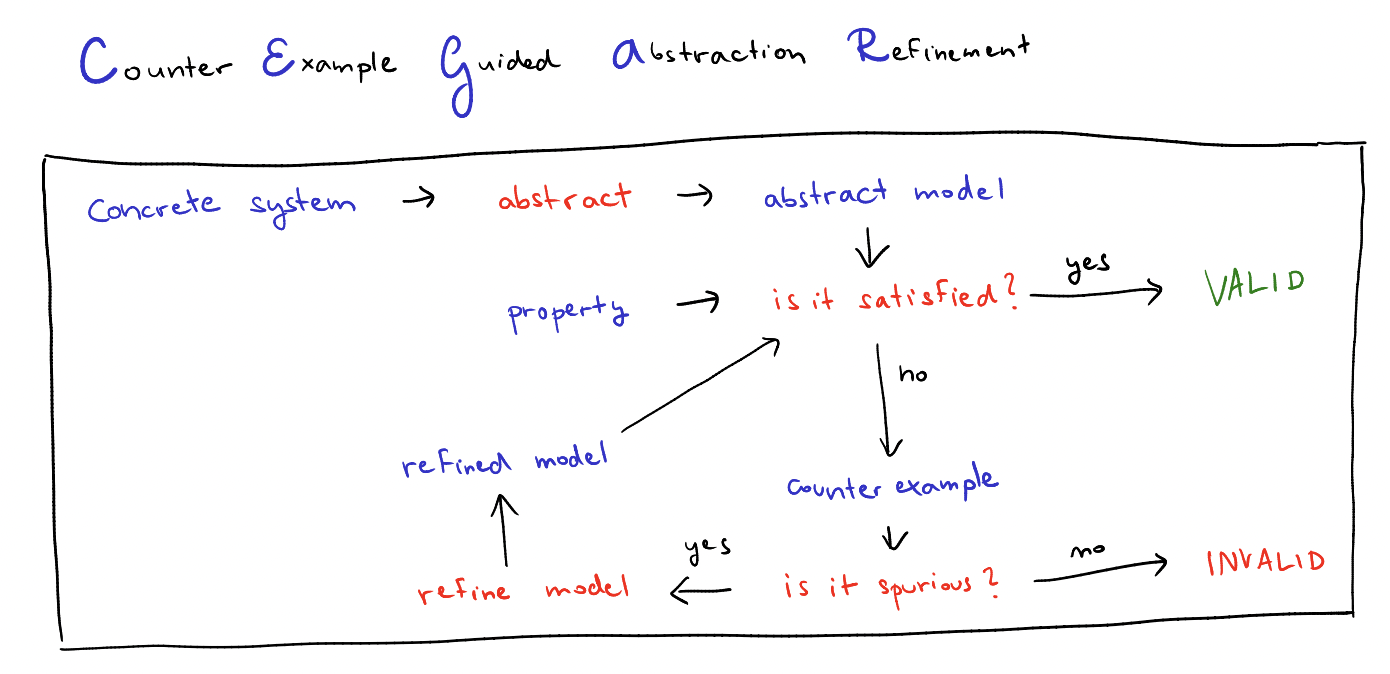 Counter Example Guided Abstraction Refinement
Concrete system → abstract → abstract model
yes
property → is it satisfied? VALID
no
refined model
counter example
yes no
refine model ← is it spurious? → INVALID